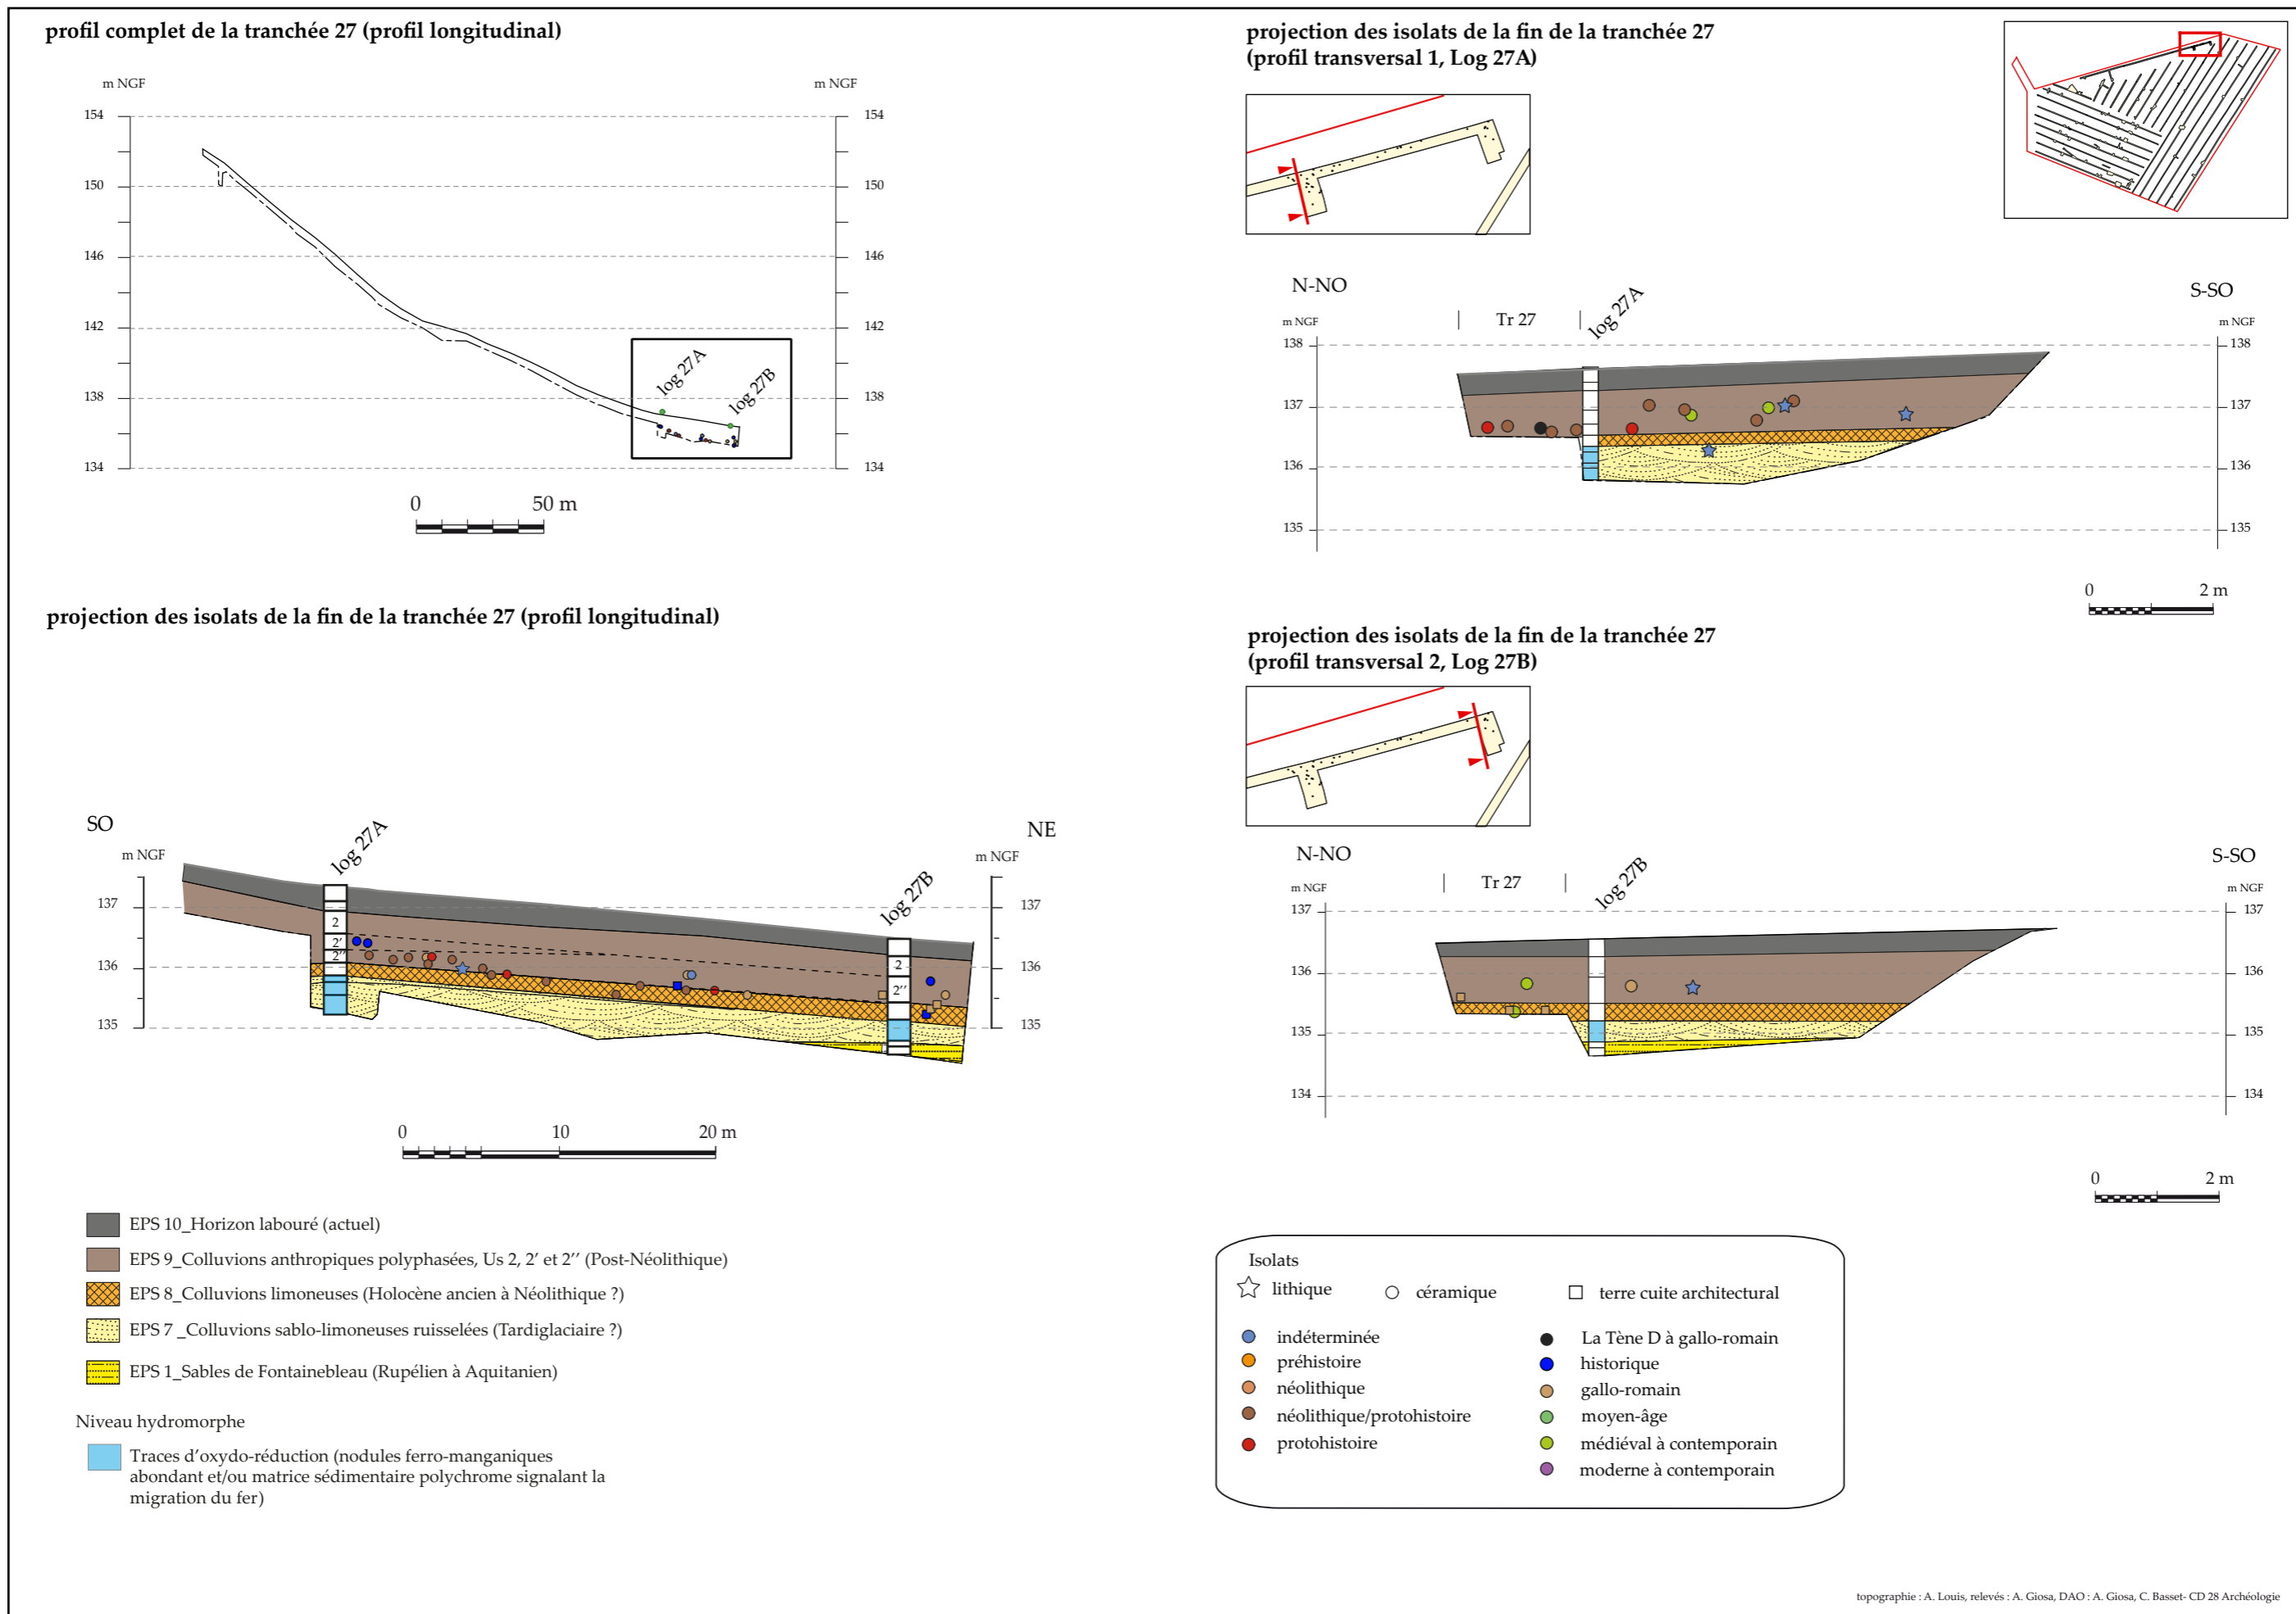 profil complet de la tranchée 27 (profil longitudinal)
m NGF
m NGF
154
154
150
150
146
146
142
142
138
138
134
134
log 27A
log 27B
0
50 m
projection des isolats de la fin de la tranchée 27
(profil transversal 1, Log 27A)
N-NO
S-SO
Tr 27
log 27A
m NGF
m NGF
138
138
137
137
136
136
135
135
0
2 m
projection des isolats de la fin de la tranchée 27 (profil longitudinal)
SO
NE
log 27A
log 27B
m NGF
m NGF
137
137
136
136
135
135
2
2′
2′′
2
2′′
0
10
20 m
projection des isolats de la fin de la tranchée 27
(profil transversal 2, Log 27B)
N-NO
S-SO
Tr 27
log 27B
m NGF
m NGF
137
137
136
136
135
135
134
134
0
2 m
EPS 10_Horizon labouré (actuel)
EPS 9_Colluvions anthropiques polyphasées, Us 2, 2′ et 2′′ (Post-Néolithique)
EPS 8_Colluvions limoneuses (Holocène ancien à Néolithique ?)
EPS 7 _Colluvions sablo-limoneuses ruisselées (Tardiglaciaire ?)
EPS 1_Sables de Fontainebleau (Rupélien à Aquitanien)
Niveau hydromorphe
Traces d’oxydo-réduction (nodules ferro-manganiques
abondant et/ou matrice sédimentaire polychrome signalant la
migration du fer)
Isolats
lithique
céramique
terre cuite architectural
indéterminée
préhistoire
néolithique
néolithique/protohistoire
protohistoire
La Tène D à gallo-romain
historique
gallo-romain
moyen-âge
médiéval à contemporain
moderne à contemporain
topographie : A. Louis, relevés : A. Giosa, DAO : A. Giosa, C. Basset- CD 28 Archéologie